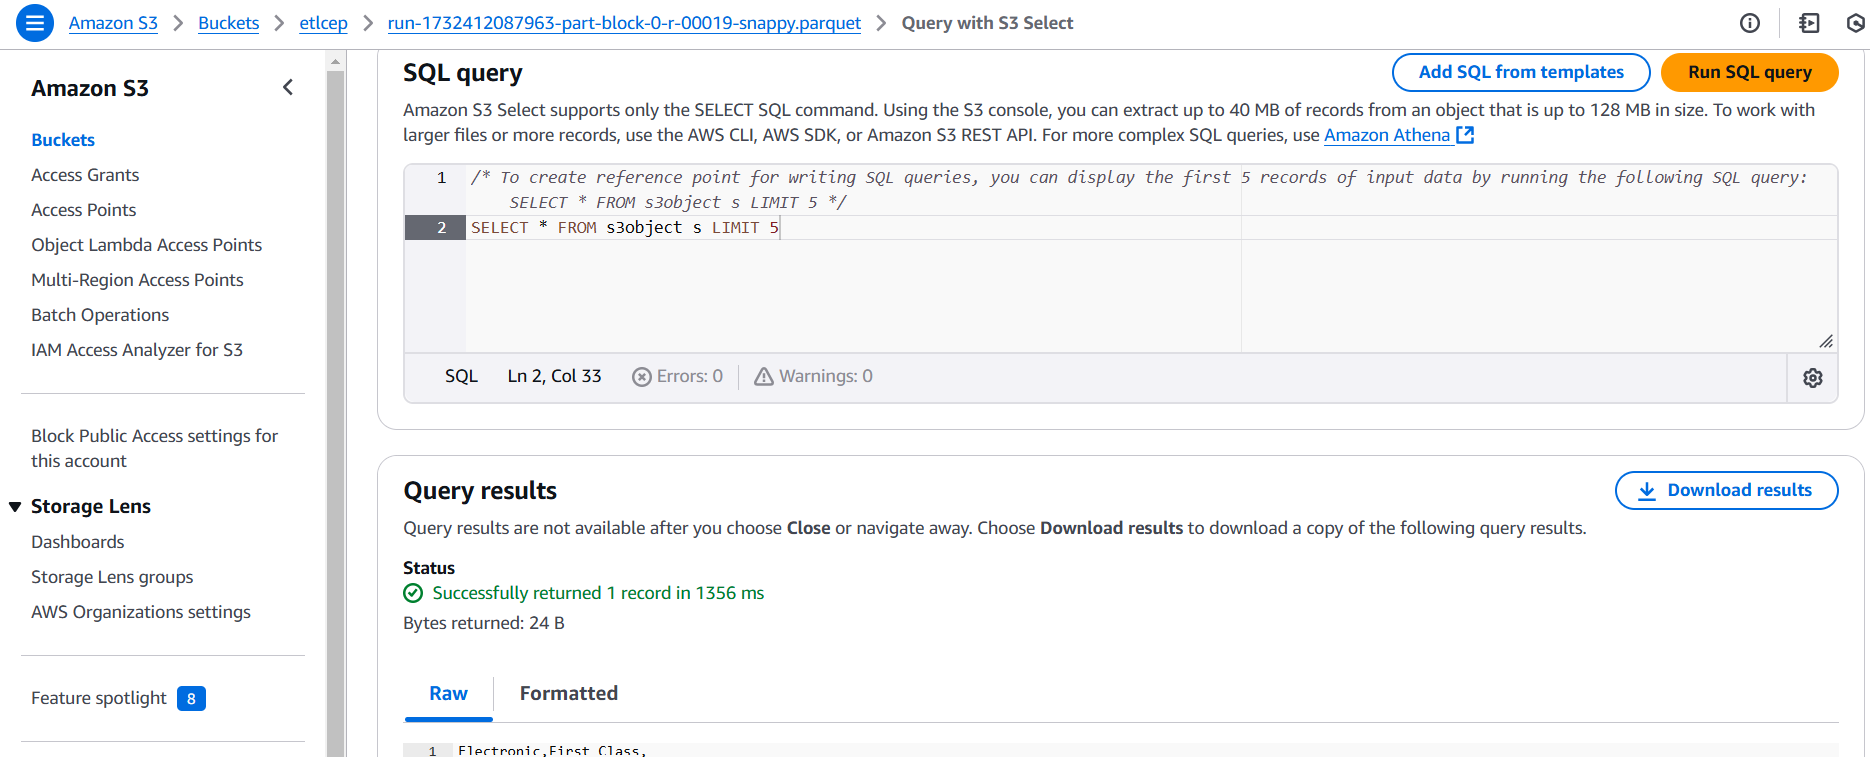 Amazon S3 > Buckets > etlcep > run-1732412087963-part-block-0-r-00019-snappy.parquet > Query with S3 Select
Amazon S3
Buckets
Access Grants
Access Points
Object Lambda Access Points
Multi-Region Access Points
Batch Operations
IAM Access Analyzer for S3
Block Public Access settings for
this account
Storage Lens
Dashboards
Storage Lens groups
AWS Organizations settings
Feature spotlight 8
SQL query
Add SQL from templates
Run SQL query
Amazon S3 Select supports only the SELECT SQL command. Using the S3 console, you can extract up to 40 MB of records from an object that is up to 128 MB in size. To work with
larger files or more records, use the AWS CLI, AWS SDK, or Amazon S3 REST API. For more complex SQL queries, use Amazon Athena
1 /* To create reference point for writing SQL queries, you can display the first 5 records of input data by running the following SQL query:
SELECT * FROM s3object s LIMIT 5 */
2 SELECT * FROM s3object s LIMIT 5
SQL Ln 2, Col 33 Errors: 0 Warnings: 0
Query results
Download results
Query results are not available after you choose Close or navigate away. Choose Download results to download a copy of the following query results.
Status
Successfully returned 1 record in 1356 ms
Bytes returned: 24 B
Raw Formatted
1 Electronic,First Class,